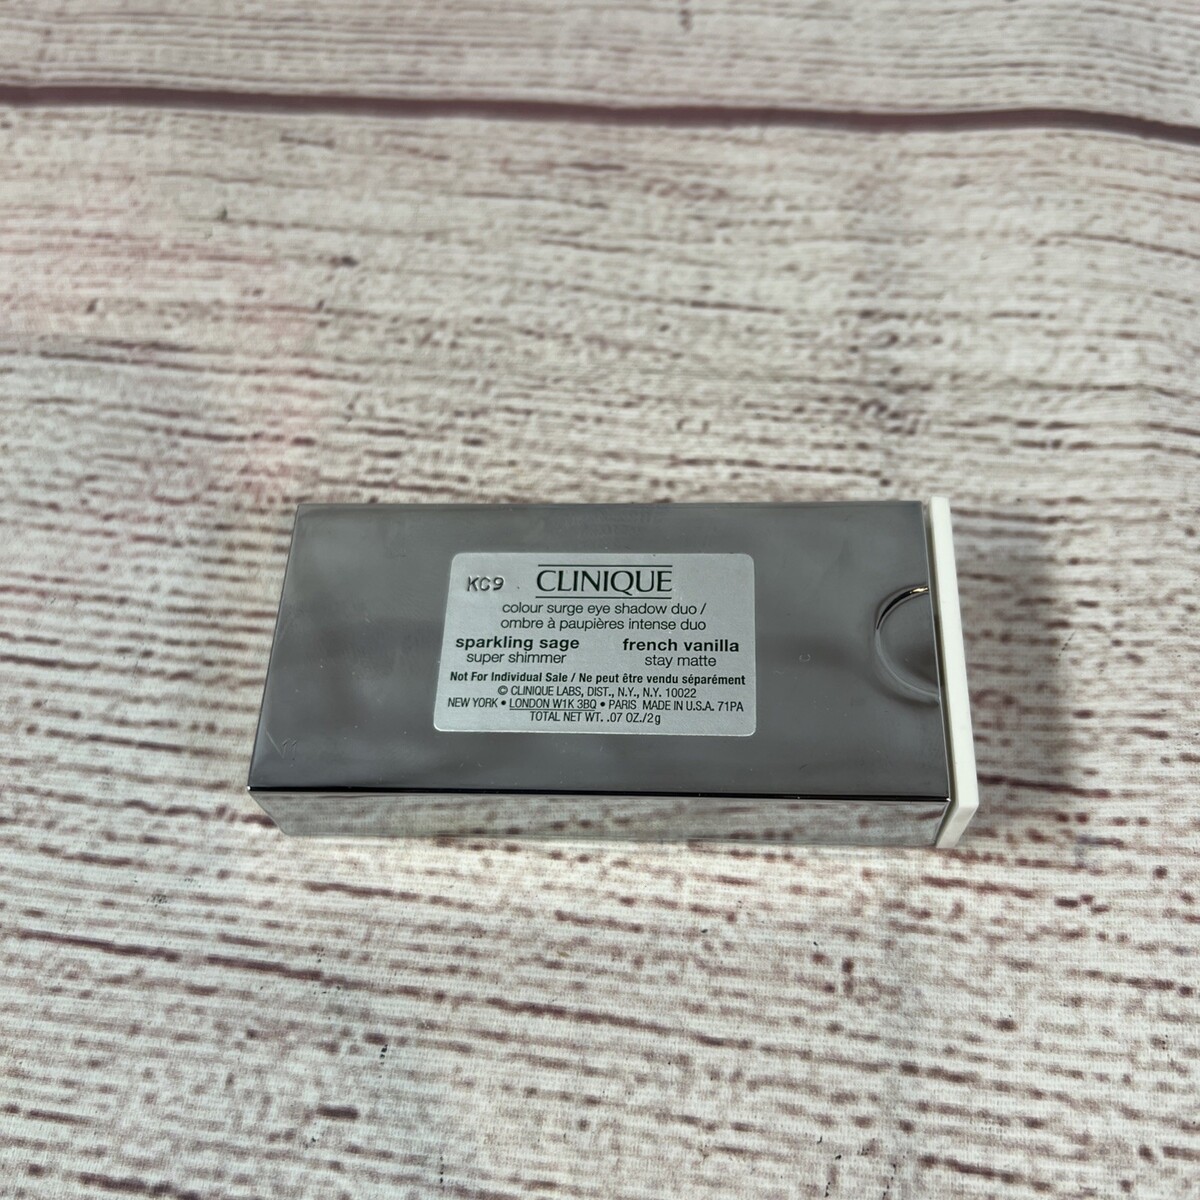 KC9 CLINIQUE
colour surge eye shadow duo /
ombre à paupières intense duo
sparkling sage french vanilla
super shimmer stay matte
Not For Individual Sale / Ne peut être vendu séparément
© CLINIQUE LABS, DIST., N.Y., N.Y. 10022
NEW YORK • LONDON W1K 3BQ • PARIS MADE IN U.S.A. 71PA
TOTAL NET WT. .07 OZ./2g